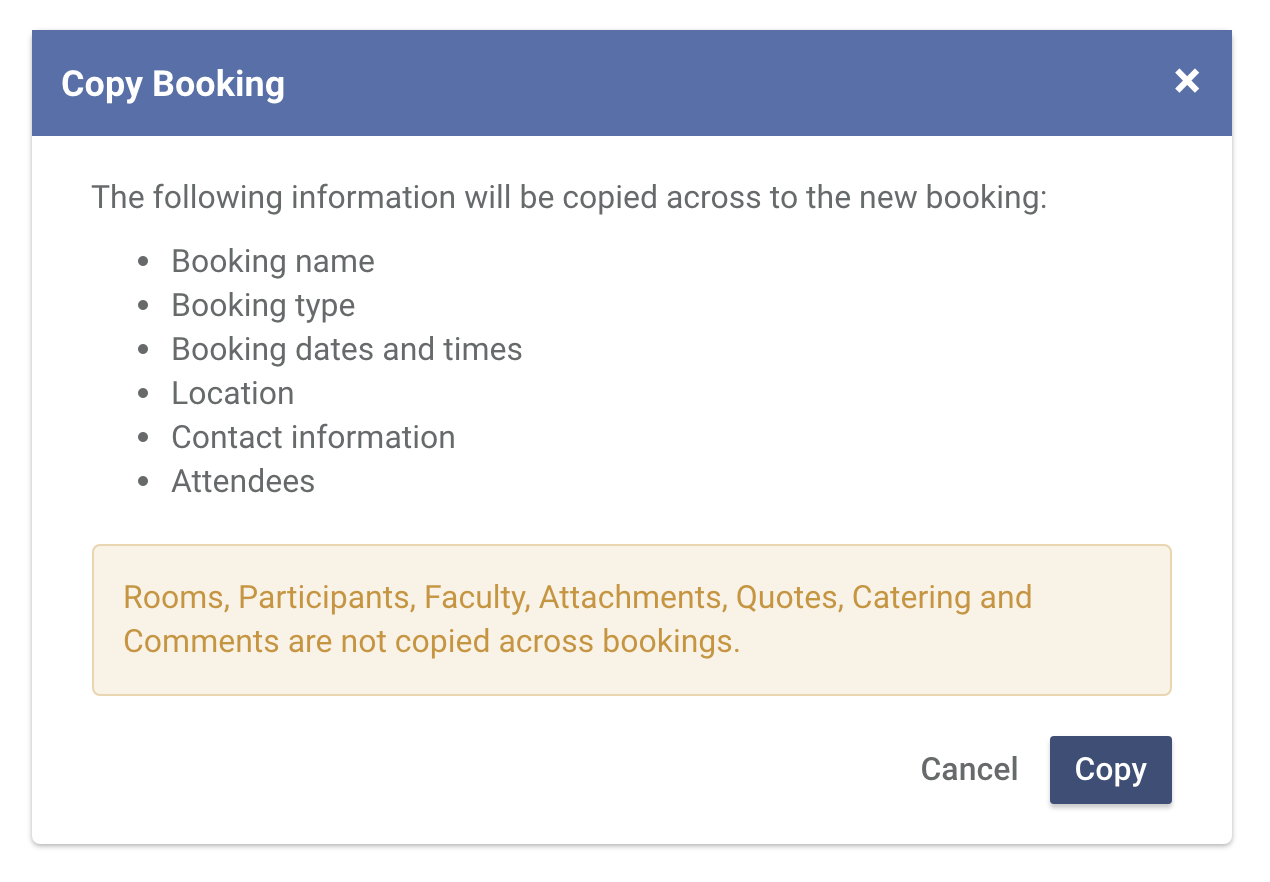 Copy Booking
The following information will be copied across to the new booking:
Booking name
Booking type
Booking dates and times
Location
Contact information
Attendees
Rooms, Participants, Faculty, Attachments, Quotes, Catering and
Comments are not copied across bookings.
Cancel Copy